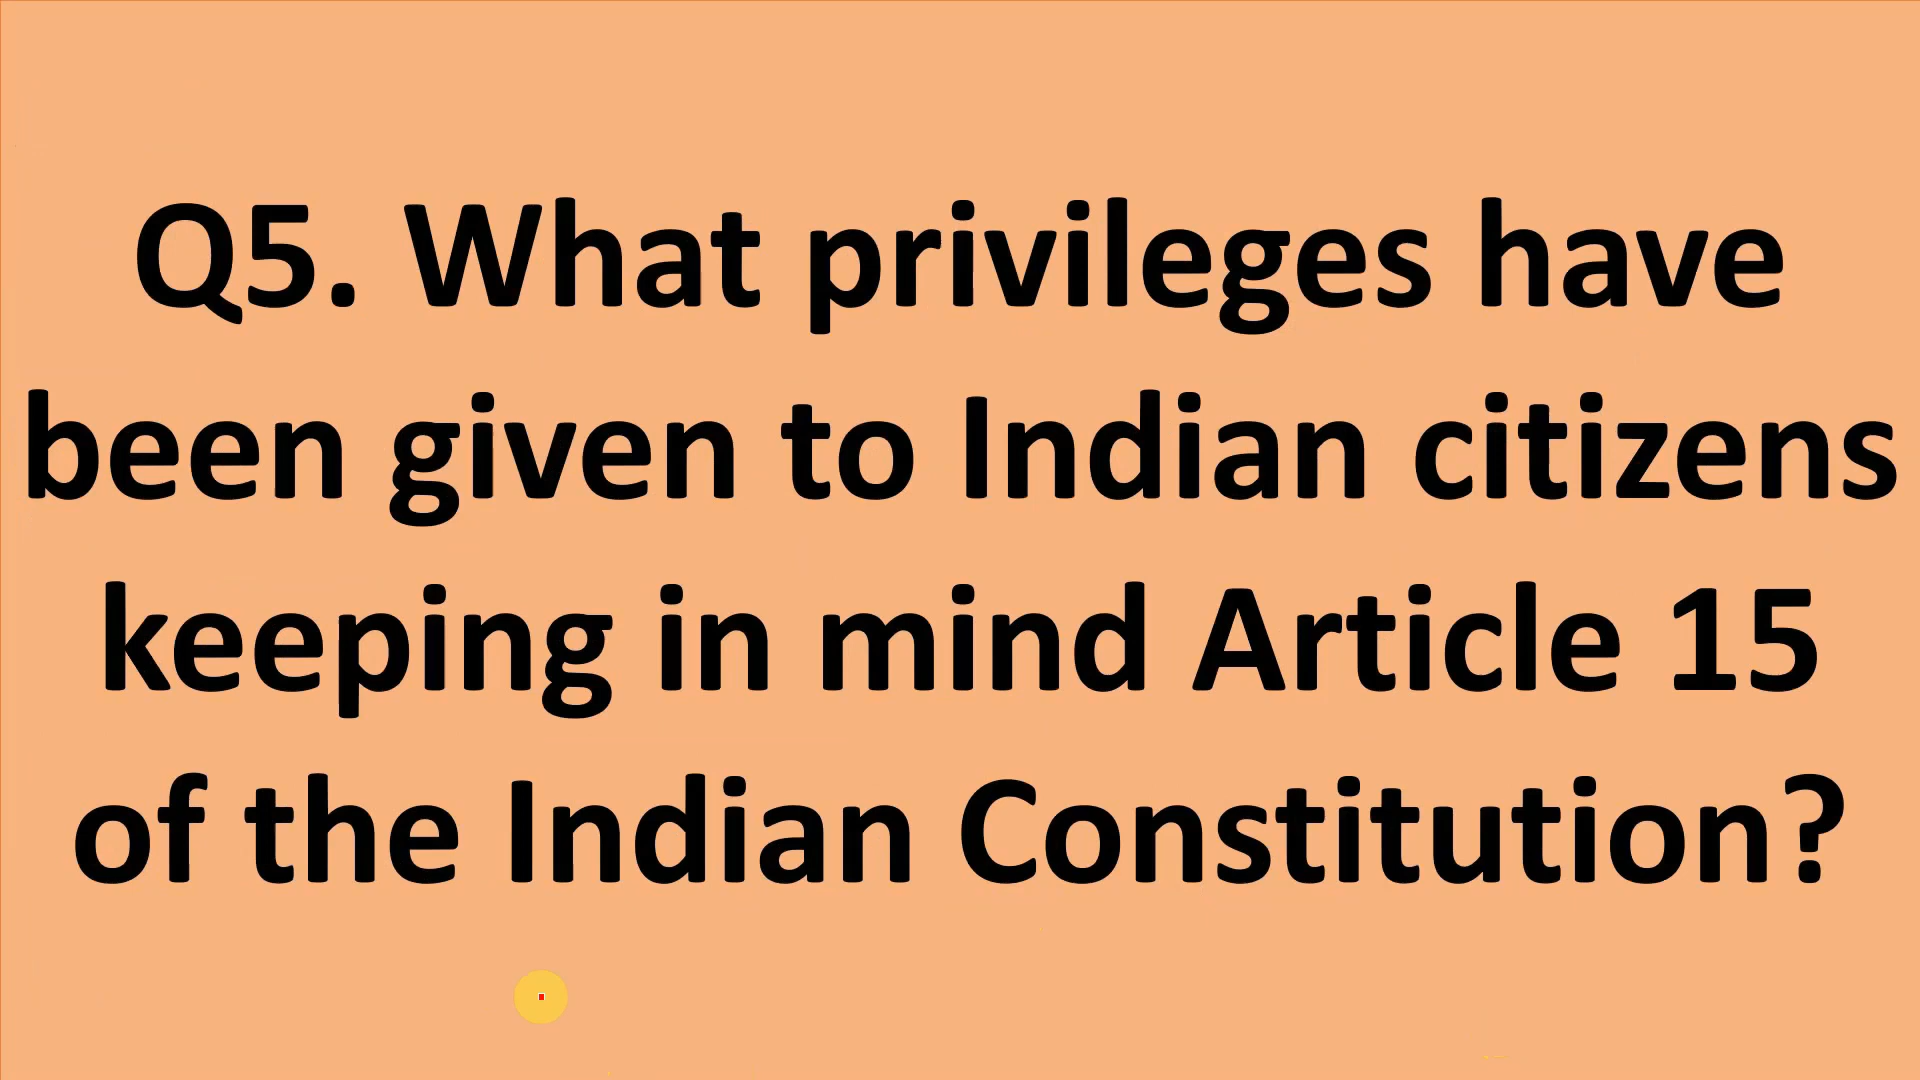 Q5. What privileges have
been given to Indian citizens
keeping in mind Article 15
of the Indian Constitution?